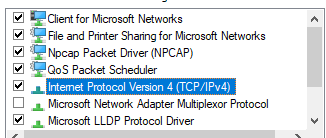 Client for Microsoft Networks
File and Printer Sharing for Microsoft Networks
Npcap Packet Driver (NPCAP)
QoS Packet Scheduler
Internet Protocol Version 4 (TCP/IPv4)
Microsoft Network Adapter Multiplexor Protocol
Microsoft LLDP Protocol Driver